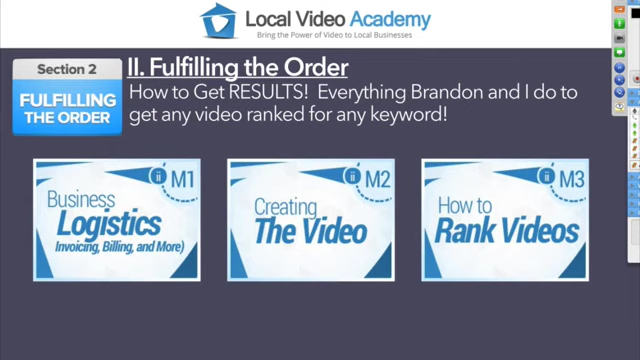 Local Video Academy
Bring the Power of Video to Local Businesses
Section 2
FULFILLING
THE ORDER
II. Fulfilling the Order
How to Get RESULTS! Everything Brandon and I do to
get any video ranked for any keyword!
ii M1
Business
Logistics
(Invoicing, Billing, and More)
ii M2
Creating
The Video
ii M3
How to
Rank Videos